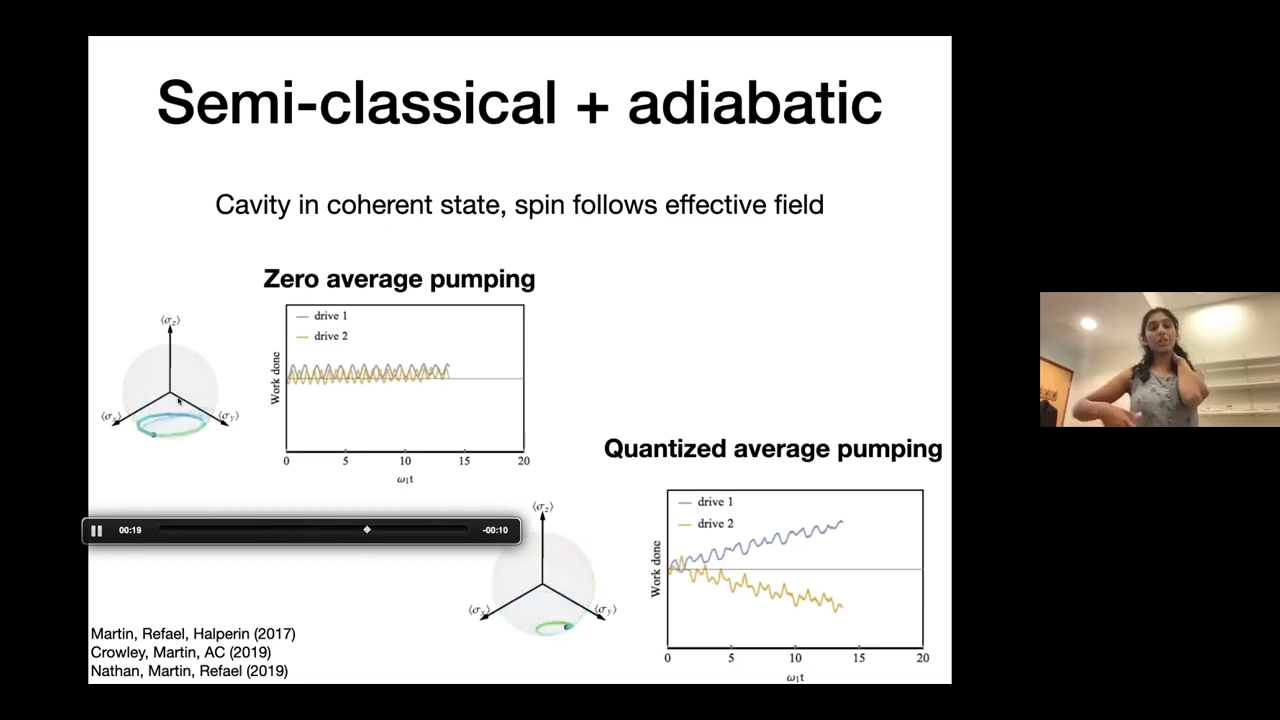 Semi-classical + adiabatic
Cavity in coherent state, spin follows effective field
Zero average pumping
drive 1
drive 2
Work done
0 5 10 15 20
ω₁t
⟨σz⟩
⟨σx⟩ ⟨σy⟩
Quantized average pumping
drive 1
drive 2
Work done
0 5 10 15 20
ω₁t
⟨σz⟩
⟨σx⟩ ⟨σy⟩
00:19 -00:10
Martin, Refael, Halperin (2017)
Crowley, Martin, AC (2019)
Nathan, Martin, Refael (2019)